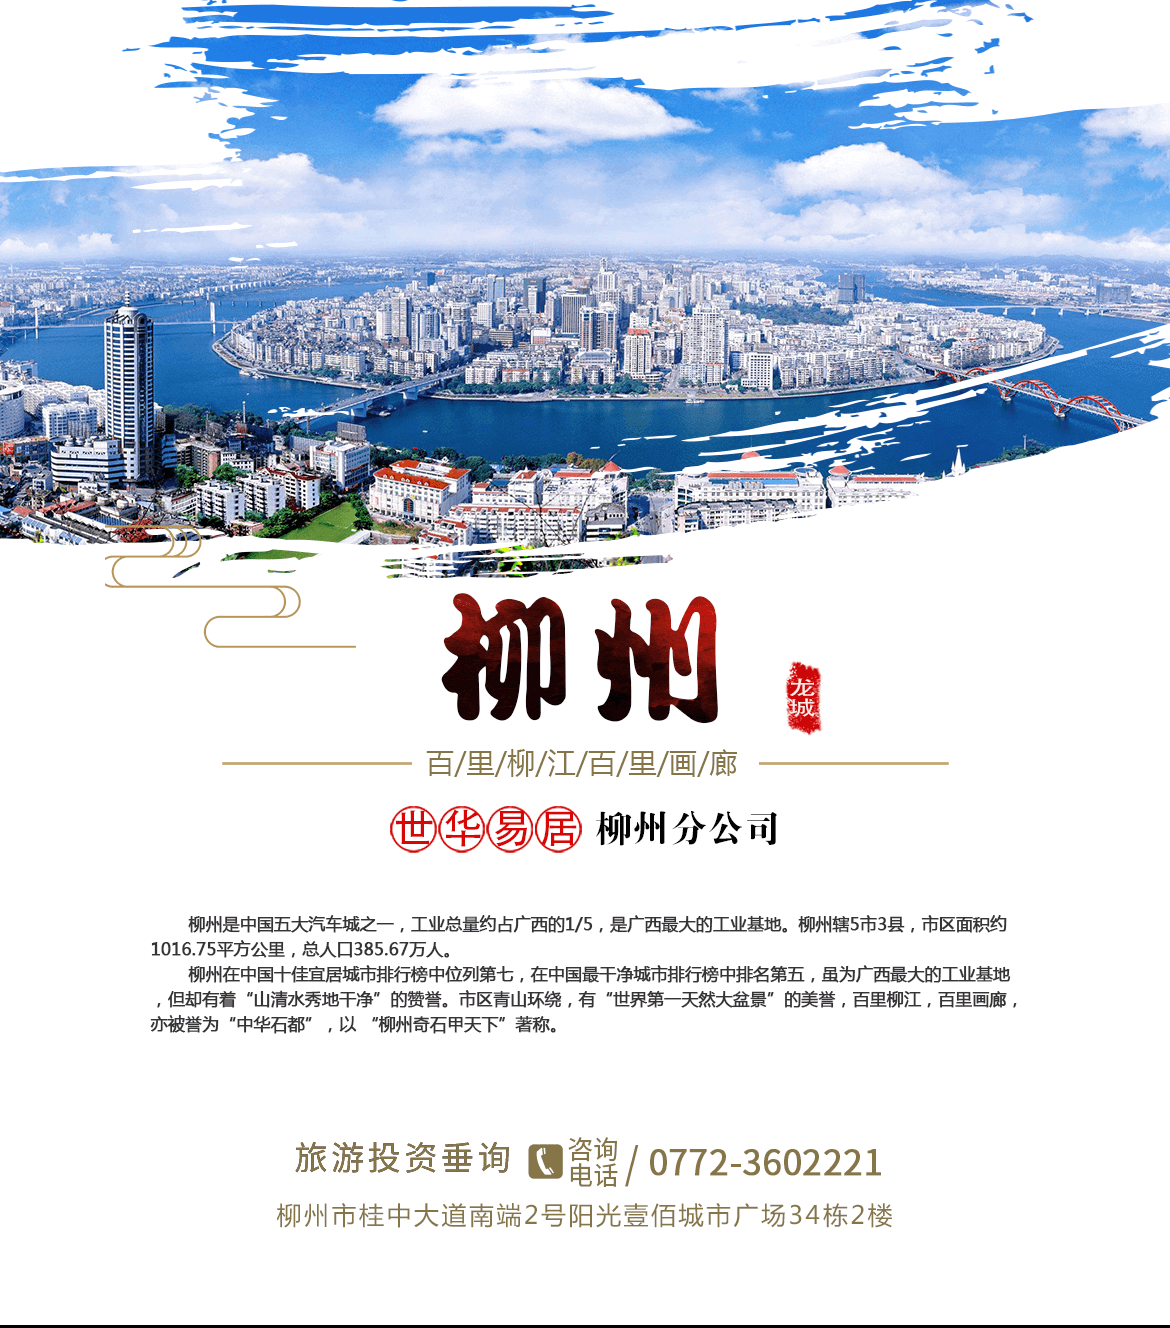 柳州
龙城
百/里/柳/江/百/里/画/廊
世华易居 柳州分公司
柳州是中国五大汽车城之一，工业总量约占广西的1/5，是广西最大的工业基地。柳州辖5市3县，市区面积约
1016.75平方公里，总人口385.67万人。
柳州在中国十佳宜居城市排行榜中位列第七，在中国最干净城市排行榜中排名第五，虽为广西最大的工业基地
，但却有着“山清水秀地干净”的赞誉。市区青山环绕，有“世界第一天然大盆景”的美誉，百里柳江，百里画廊，
亦被誉为“中华石都”，以 “柳州奇石甲天下”著称。
旅游投资垂询 咨询电话 / 0772-3602221
柳州市桂中大道南端2号阳光壹佰城市广场34栋2楼